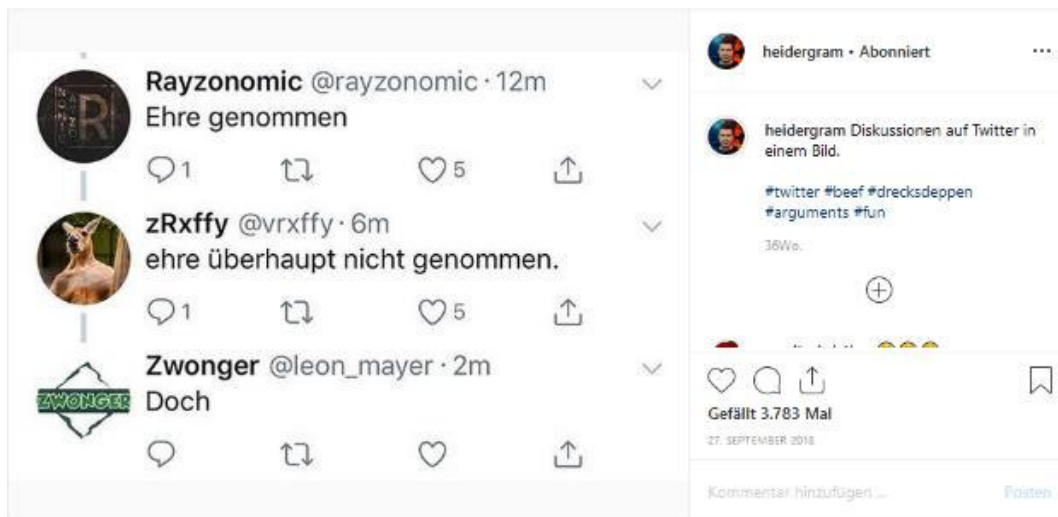 Rayzonomic @rayzonomic · 12m
Ehre genommen
1
5
zRxffy @vrxffy · 6m
ehre überhaupt nicht genommen.
1
5
Zwonger @leon_mayer · 2m
Doch
ZWONGER
heidergram • Abonniert
heidergram Diskussionen auf Twitter in
einem Bild.
#twitter #beef #drecksdeppen
#arguments #fun
36Wo.
Gefällt 3.783 Mal
27. SEPTEMBER 2018
Kommentar hinzufügen ...
Posten